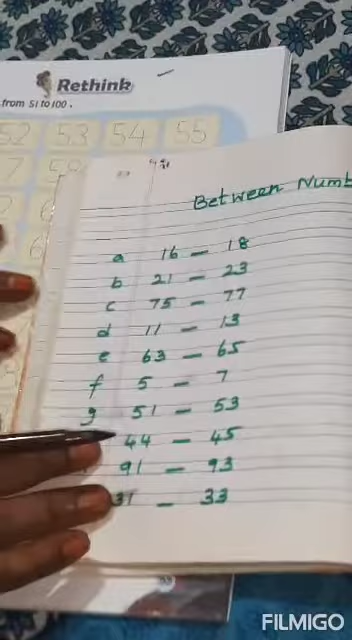 Rethink
from 51 to 100.
52 53 54 55
Between Numb
a 16 – 18
b 21 – 23
c 75 – 77
d 11 – 13
e 63 – 65
f 5 – 7
g 51 – 53
44 – 45
91 – 93
31 – 33
FILMIGO